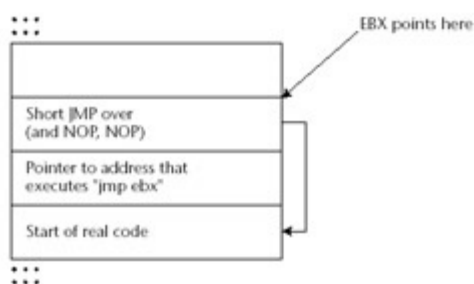 EBX points here
Short JMP over
(and NOP, NOP)
Pointer to address that
executes "jmp ebx"
Start of real code